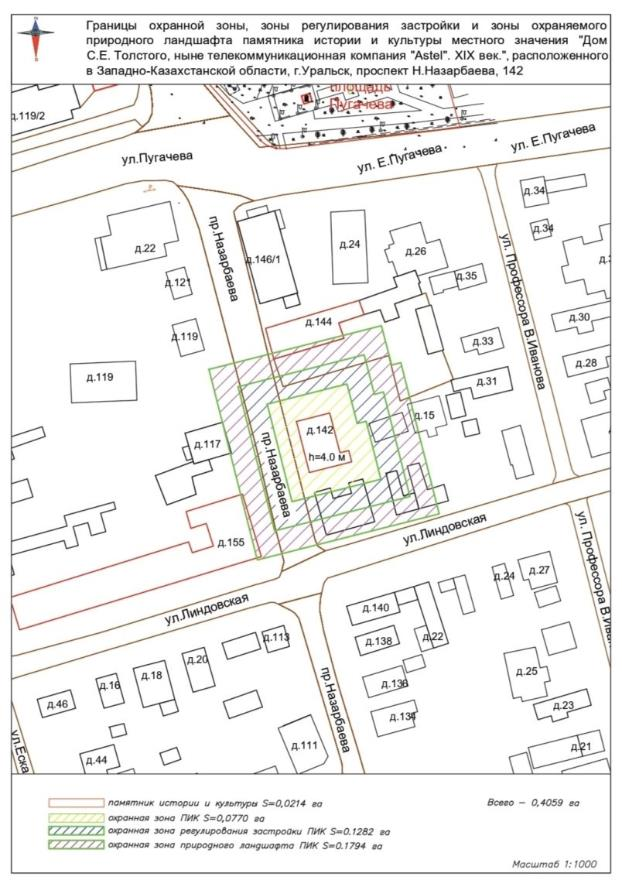 Границы охранной зоны, зоны регулирования застройки и зоны охраняемого
природного ландшафта памятника истории и культуры местного значения "Дом
С.Е. Толстого, ныне телекоммуникационная компания "Astel". XIX век.", расположенного
в Западно-Казахстанской области, г.Уральск, проспект Н.Назарбаева, 142
площадь
Пугачева
д.119/2
ул.Пугачева
ул. Е.Пугачева
ул. Е.Пугачева
д.34
д.34
д.22
пр.Назарбаева
д.146/1
д.24
д.26
ул. Профессора В.Иванова
д.121
д.35
д.30
д.119
д.144
д.33
д.28
д.119
д.31
д.15
д.142
h=4.0 м
д.117
пр.Назарбаева
д.155
ул.Линдовская
ул.Линдовская
д.24
д.27
д.140
д.138
д.22
д.113
д.20
д.18
д.16
д.46
д.136
д.134
д.25
д.23
д.21
пр.Назарбаева
д.111
д.44
памятник истории и культуры S=0,0214 га
Всего – 0,4059 га
охранная зона ПИК S=0,0770 га
охранная зона регулирования застройки ПИК S=0.1282 га
охранная зона природного ландшафта ПИК S=0.1794 га
Масштаб 1:1000